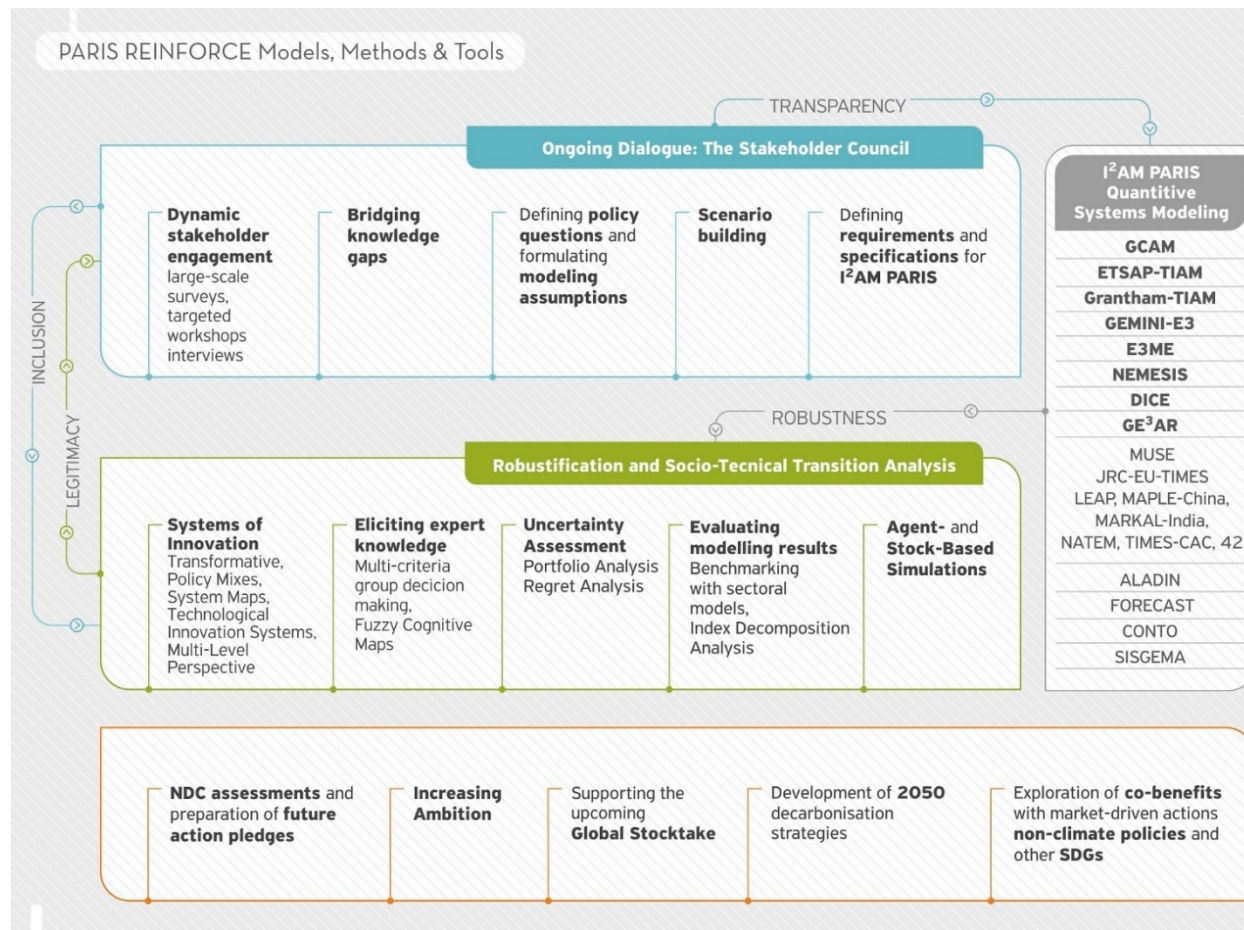 PARIS REINFORCE Models, Methods & Tools
TRANSPARENCY
Ongoing Dialogue: The Stakeholder Council
Dynamic
stakeholder
engagement
large-scale
surveys,
targeted
workshops
interviews
Bridging
knowledge
gaps
Defining policy
questions and
formulating
modeling
assumptions
Scenario
building
Defining
requirements and
specifications for
I²AM PARIS
INCLUSION
LEGITIMACY
ROBUSTNESS
Robustification and Socio-Tecnical Transition Analysis
Systems of
Innovation
Transformative,
Policy Mixes,
System Maps,
Technological
Innovation Systems,
Multi-Level
Perspective
Eliciting expert
knowledge
Multi-criteria
group decicion
making,
Fuzzy Cognitive
Maps
Uncertainty
Assessment
Portfolio Analysis
Regret Analysis
Evaluating
modelling results
Benchmarking
with sectoral
models,
Index Decomposition
Analysis
Agent- and
Stock-Based
Simulations
I²AM PARIS
Quantitive
Systems Modeling
GCAM
ETSAP-TIAM
Grantham-TIAM
GEMINI-E3
E3ME
NEMESIS
DICE
GE³AR
MUSE
JRC-EU-TIMES
LEAP, MAPLE-China,
MARKAL-India,
NATEM, TIMES-CAC, 42
ALADIN
FORECAST
CONTO
SISGEMA
NDC assessments and
preparation of future
action pledges
Increasing
Ambition
Supporting the
upcoming
Global Stocktake
Development of 2050
decarbonisation
strategies
Exploration of co-benefits
with market-driven actions
non-climate policies and
other SDGs